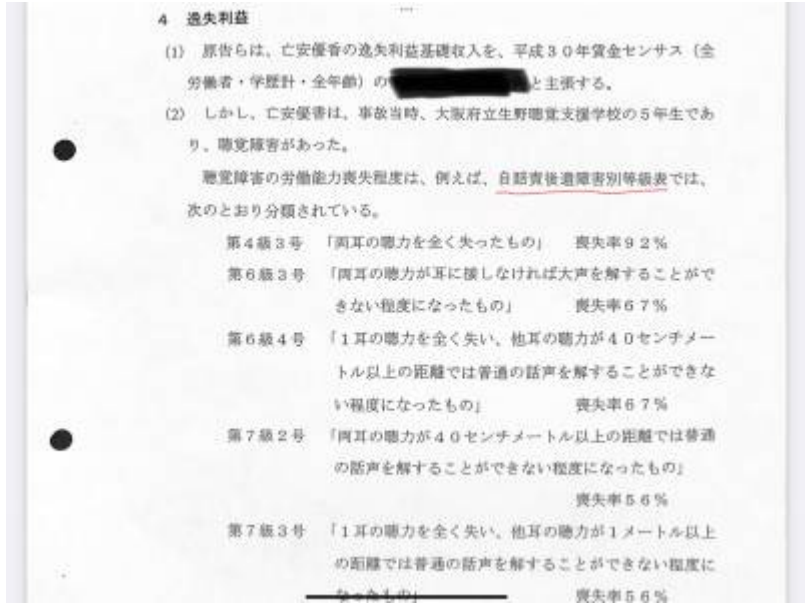 4 逸失利益
(1) 原告らは、亡安優香の逸失利益基礎収入を、平成30年賃金センサス（全
労働者・学歴計・全年齢）の
と主張する。
(2) しかし、亡安優香は、事故当時、大阪府立生野聴覚支援学校の5年生であ
り、聴覚障害があった。
聴覚障害の労働能力喪失程度は、例えば、自賠責後遺障害別等級表では、
次のとおり分類されている。
第4級3号 「両耳の聴力を全く失ったもの」 喪失率92％
第6級3号 「両耳の聴力が耳に接しなければ大声を解することがで
きない程度になったもの」 喪失率67％
第6級4号 「1耳の聴力を全く失い、他耳の聴力が40センチメー
トル以上の距離では普通の話声を解することができな
い程度になったもの」 喪失率67％
第7級2号 「両耳の聴力が40センチメートル以上の距離では普通
の話声を解することができない程度になったもの」
喪失率56％
第7級3号 「1耳の聴力を全く失い、他耳の聴力が1メートル以上
の距離では普通の話声を解することができない程度に
なったもの」 喪失率56％